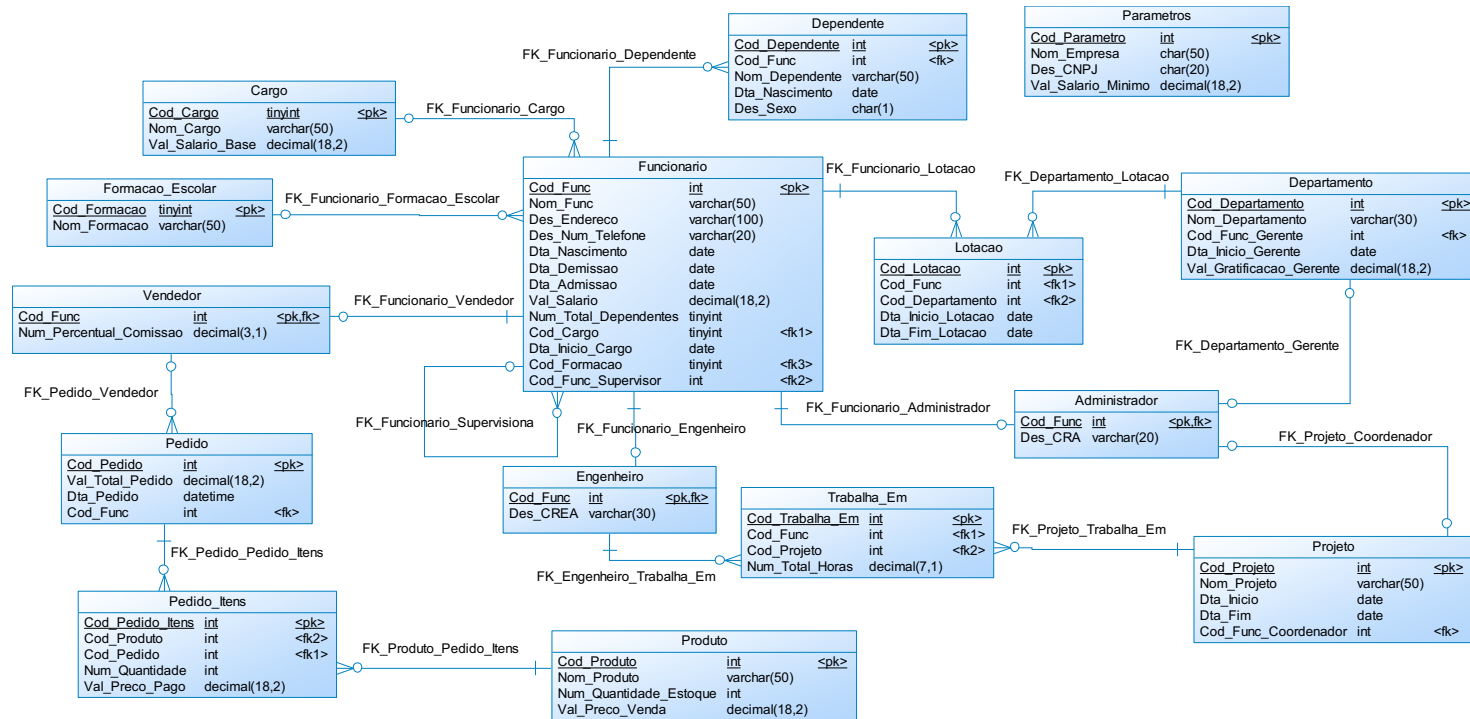 Dependente
Cod_Dependente int <pk>
Cod_Func int <fk>
Nom_Dependente varchar(50)
Dta_Nascimento date
Des_Sexo char(1)
Parametros
Cod_Parametro int <pk>
Nom_Empresa char(50)
Des_CNPJ char(20)
Val_Salario_Minimo decimal(18,2)
FK_Funcionario_Dependente
Cargo
Cod_Cargo tinyint <pk>
Nom_Cargo varchar(50)
Val_Salario_Base decimal(18,2)
FK_Funcionario_Cargo
Formacao_Escolar
Cod_Formacao tinyint <pk>
Nom_Formacao varchar(50)
FK_Funcionario_Formacao_Escolar
Funcionario
Cod_Func int <pk>
Nom_Func varchar(50)
Des_Endereco varchar(100)
Des_Num_Telefone varchar(20)
Dta_Nascimento date
Dta_Demissao date
Dta_Admissao date
Val_Salario decimal(18,2)
Num_Total_Dependentes tinyint
Cod_Cargo tinyint <fk1>
Dta_Inicio_Cargo date
Cod_Formacao tinyint <fk3>
Cod_Func_Supervisor int <fk2>
FK_Funcionario_Lotacao
FK_Departamento_Lotacao
Departamento
Cod_Departamento int <pk>
Nom_Departamento varchar(30)
Cod_Func_Gerente int <fk>
Dta_Inicio_Gerente date
Val_Gratificacao_Gerente decimal(18,2)
Lotacao
Cod_Lotacao int <pk>
Cod_Func int <fk1>
Cod_Departamento int <fk2>
Dta_Inicio_Lotacao date
Dta_Fim_Lotacao date
Vendedor
Cod_Func int <pk,fk>
Num_Percentual_Comissao decimal(3,1)
FK_Funcionario_Vendedor
FK_Departamento_Gerente
FK_Pedido_Vendedor
FK_Funcionario_Supervisiona
FK_Funcionario_Engenheiro
FK_Funcionario_Administrador
Administrador
Cod_Func int <pk,fk>
Des_CRA varchar(20)
FK_Projeto_Coordenador
Pedido
Cod_Pedido int <pk>
Val_Total_Pedido decimal(18,2)
Dta_Pedido datetime
Cod_Func int <fk>
Engenheiro
Cod_Func int <pk,fk>
Des_CREA varchar(30)
Trabalha_Em
Cod_Trabalha_Em int <pk>
Cod_Func int <fk1>
Cod_Projeto int <fk2>
Num_Total_Horas decimal(7,1)
FK_Projeto_Trabalha_Em
Projeto
Cod_Projeto int <pk>
Nom_Projeto varchar(50)
Dta_Inicio date
Dta_Fim date
Cod_Func_Coordenador int <fk>
FK_Pedido_Pedido_Itens
FK_Engenheiro_Trabalha_Em
Pedido_Itens
Cod_Pedido_Itens int <pk>
Cod_Produto int <fk2>
Cod_Pedido int <fk1>
Num_Quantidade int
Val_Preco_Pago decimal(18,2)
FK_Produto_Pedido_Itens
Produto
Cod_Produto int <pk>
Nom_Produto varchar(50)
Num_Quantidade_Estoque int
Val_Preco_Venda decimal(18,2)